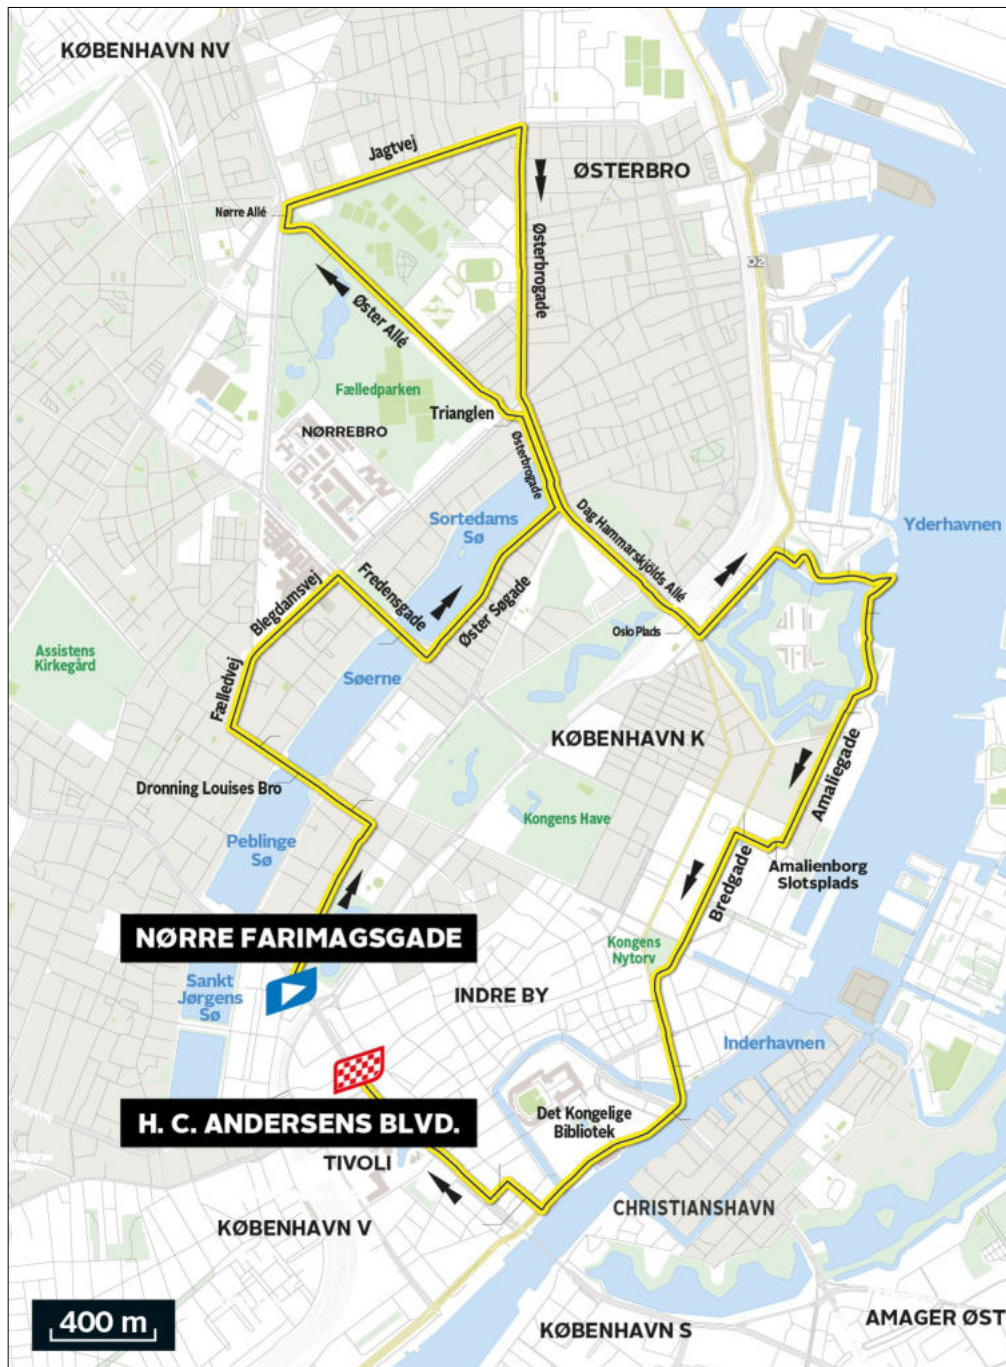 KØBENHAVN NV
Jagtvej
ØSTERBRO
Nørre Allé
Østerbrogade
02
Øster Allé
Fælledparken
Trianglen
NØRREBRO
Østerbrogade
Sortedams
Sø
Dag Hammarskjölds Allé
Yderhavnen
Blegdamsvej
Fredensgade
Øster Søgade
Oslo Plads
Assistens
Kirkegård
Fælledvej
Søerne
KØBENHAVN K
Amaliegade
Dronning Louises Bro
Kongens Have
Peblinge
Sø
Bredgade
Amalienborg
Slotsplads
NØRRE FARIMAGSGADE
Kongens
Nytorv
Sankt
Jørgens
Sø
INDRE BY
Inderhavnen
H. C. ANDERSENS BLVD.
Det Kongelige
Bibliotek
TIVOLI
CHRISTIANSHAVN
KØBENHAVN V
400 m
KØBENHAVN S
AMAGER ØST